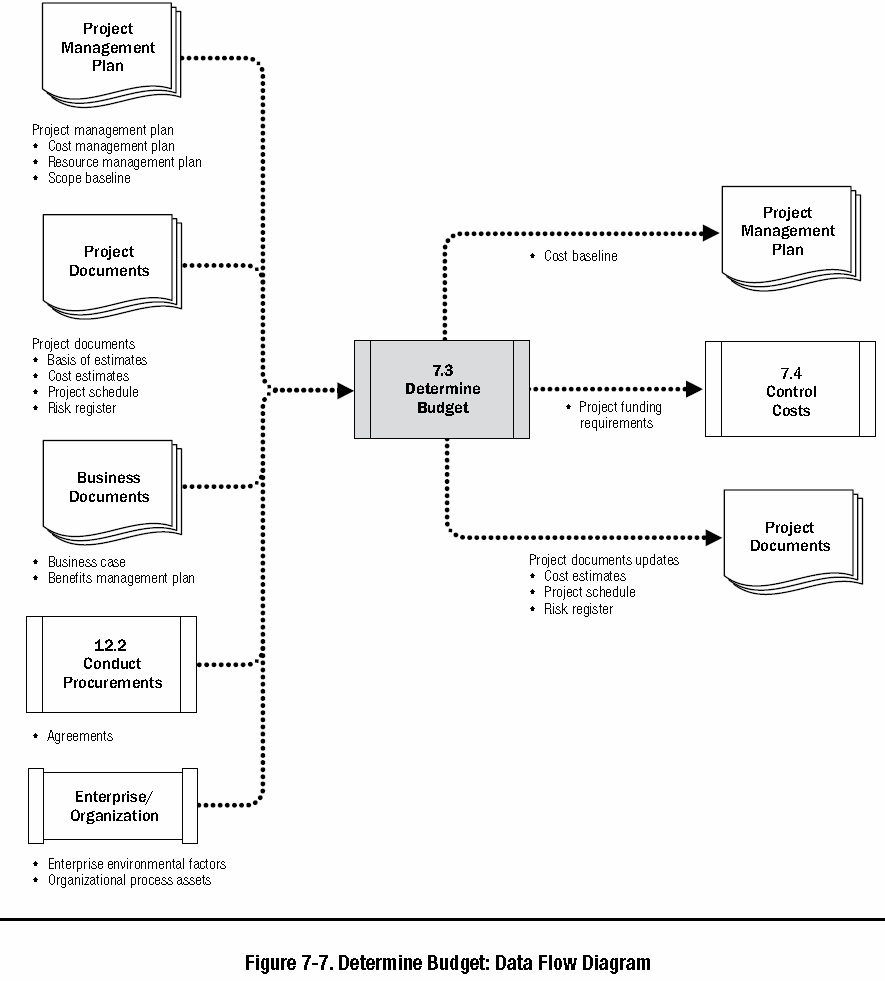 Project
Management
Plan
Project management plan
• Cost management plan
• Resource management plan
• Scope baseline
Project
Documents
Project documents
• Basis of estimates
• Cost estimates
• Project schedule
• Risk register
Business
Documents
• Business case
• Benefits management plan
12.2
Conduct
Procurements
• Agreements
Enterprise/
Organization
• Enterprise environmental factors
• Organizational process assets
7.3
Determine
Budget
• Cost baseline
Project
Management
Plan
• Project funding
requirements
7.4
Control
Costs
Project documents updates
• Cost estimates
• Project schedule
• Risk register
Project
Documents
Figure 7-7. Determine Budget: Data Flow Diagram